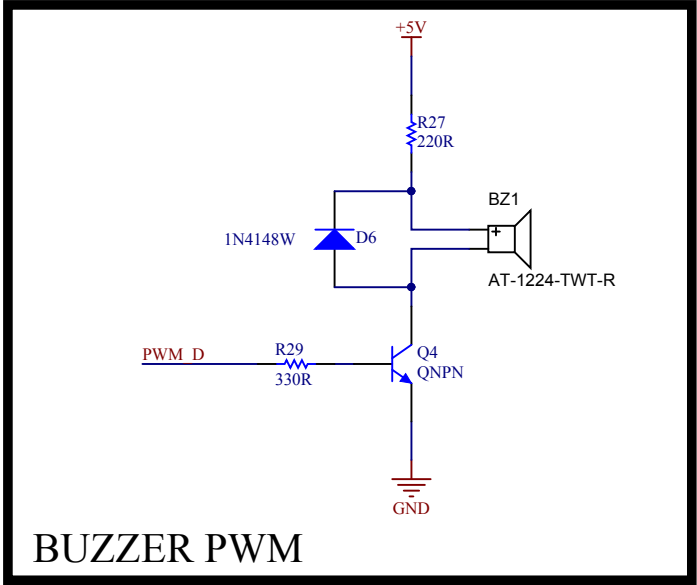 +5V
R27
220R
BZ1
+
1N4148W
D6
AT-1224-TWT-R
PWM_D
R29
330R
Q4
QNPN
GND
BUZZER PWM